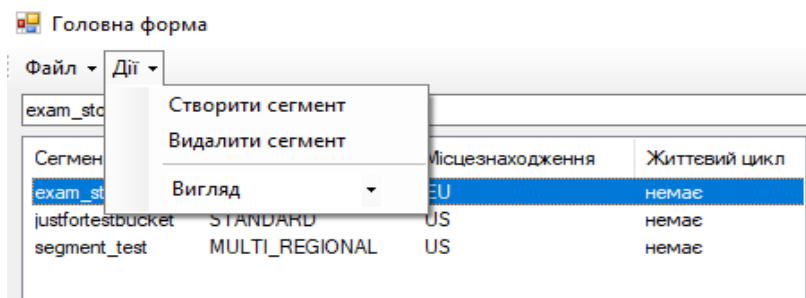 Головна форма
Файл Дії
exam_sto
Створити сегмент
Видалити сегмент
Вигляд
Сегмен Місцезнаходження Життєвий цикл
exam_st EU немає
justfortestbucket STANDARD US немає
segment_test MULTI_REGIONAL US немає